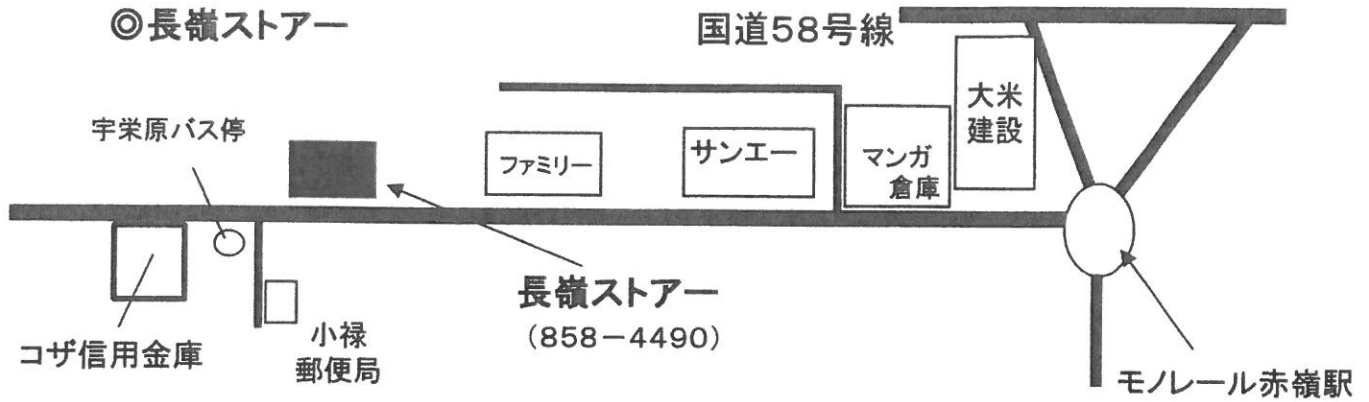 ◎長嶺ストアー
国道58号線
宇栄原バス停
ファミリー
サンエー
マンガ
倉庫
大米
建設
長嶺ストアー
(858−4490)
コザ信用金庫
小禄
郵便局
モノレール赤嶺駅